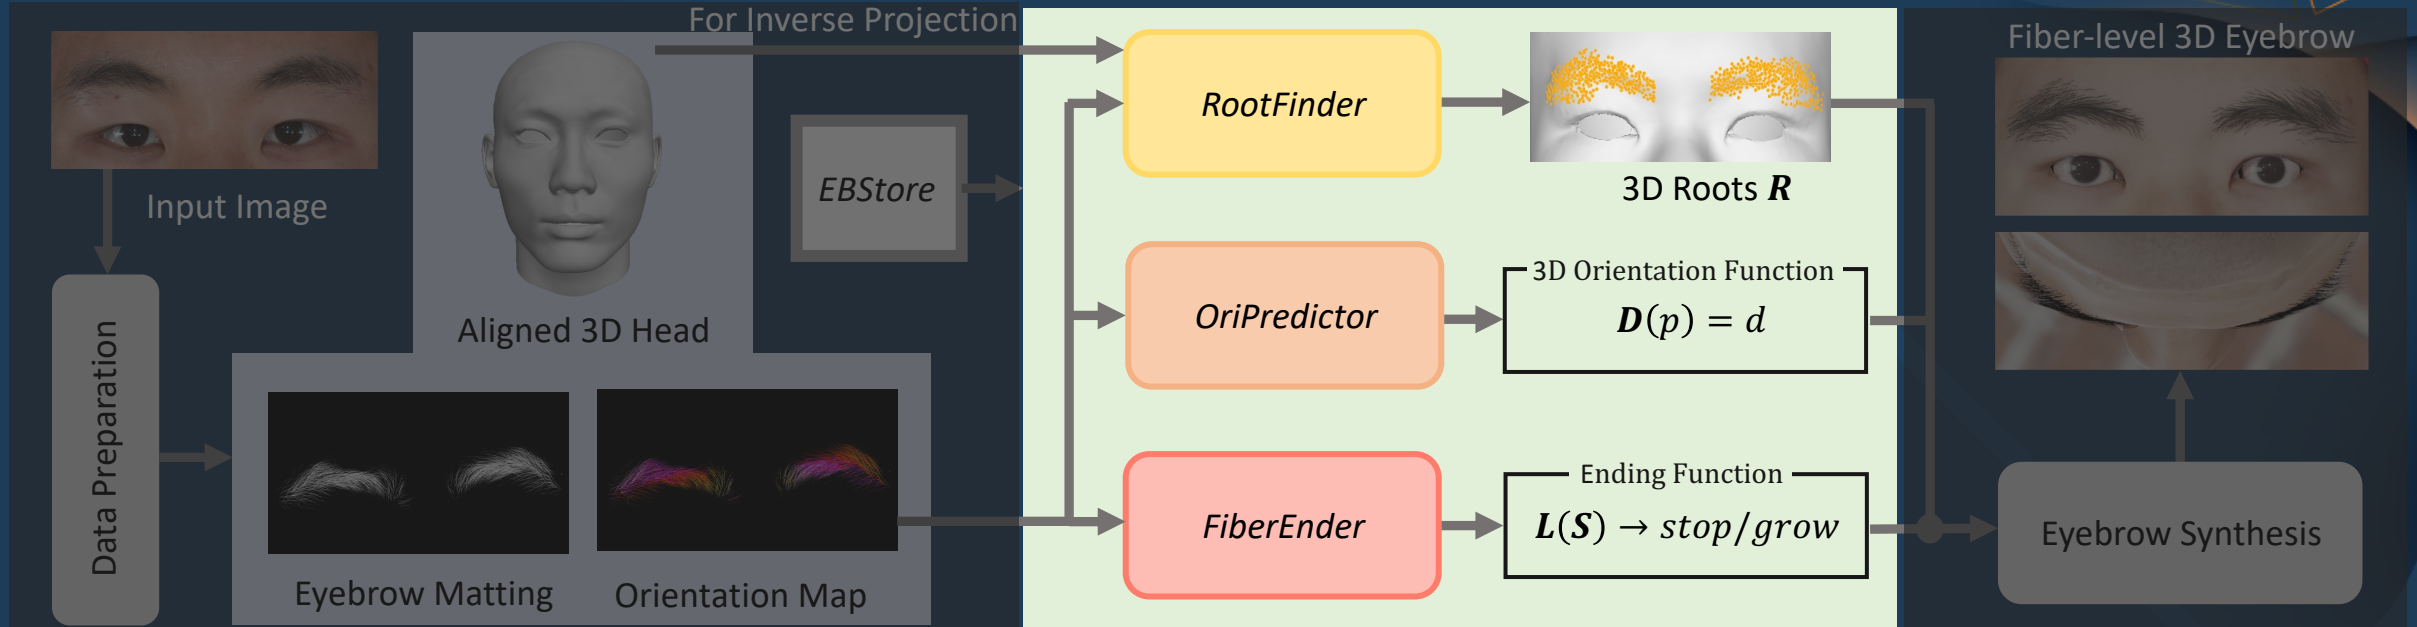 For Inverse Projection
Input Image
Data Preparation
Aligned 3D Head
Eyebrow Matting
Orientation Map
EBStore
RootFinder
3D Roots R
OriPredictor
3D Orientation Function
D(p) = d
FiberEnder
Ending Function
L(S) → stop/grow
Fiber-level 3D Eyebrow
Eyebrow Synthesis